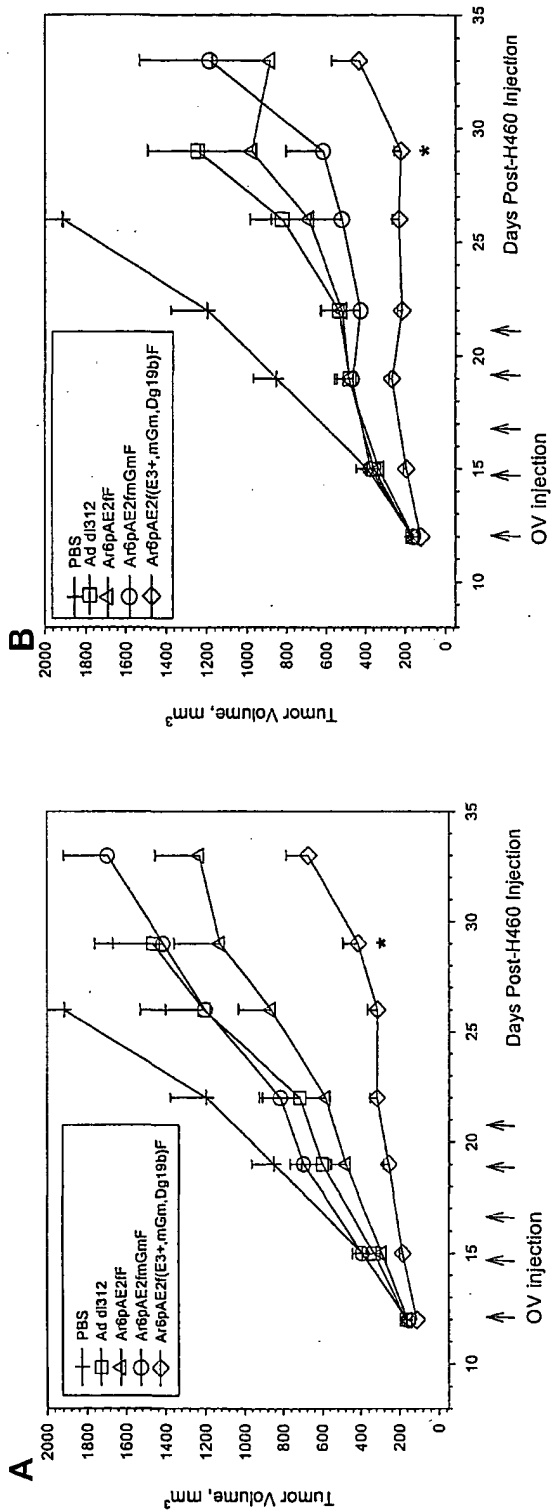 A
Tumor Volume, mm³
2000
1800
1600
1400
1200
1000
800
600
400
200
0
PBS
Ad dl312
Ar6pAE2fF
Ar6pAE2fmGmF
Ar6pAE2f(E3+,mGm,Dg19b)F
*
10
15
20
25
30
35
OV injection
Days Post-H460 Injection
B
Tumor Volume, mm³
2000
1800
1600
1400
1200
1000
800
600
400
200
0
PBS
Ad dl312
Ar6pAE2fF
Ar6pAE2fmGmF
Ar6pAE2f(E3+,mGm,Dg19b)F
*
10
15
20
25
30
35
OV injection
Days Post-H460 Injection